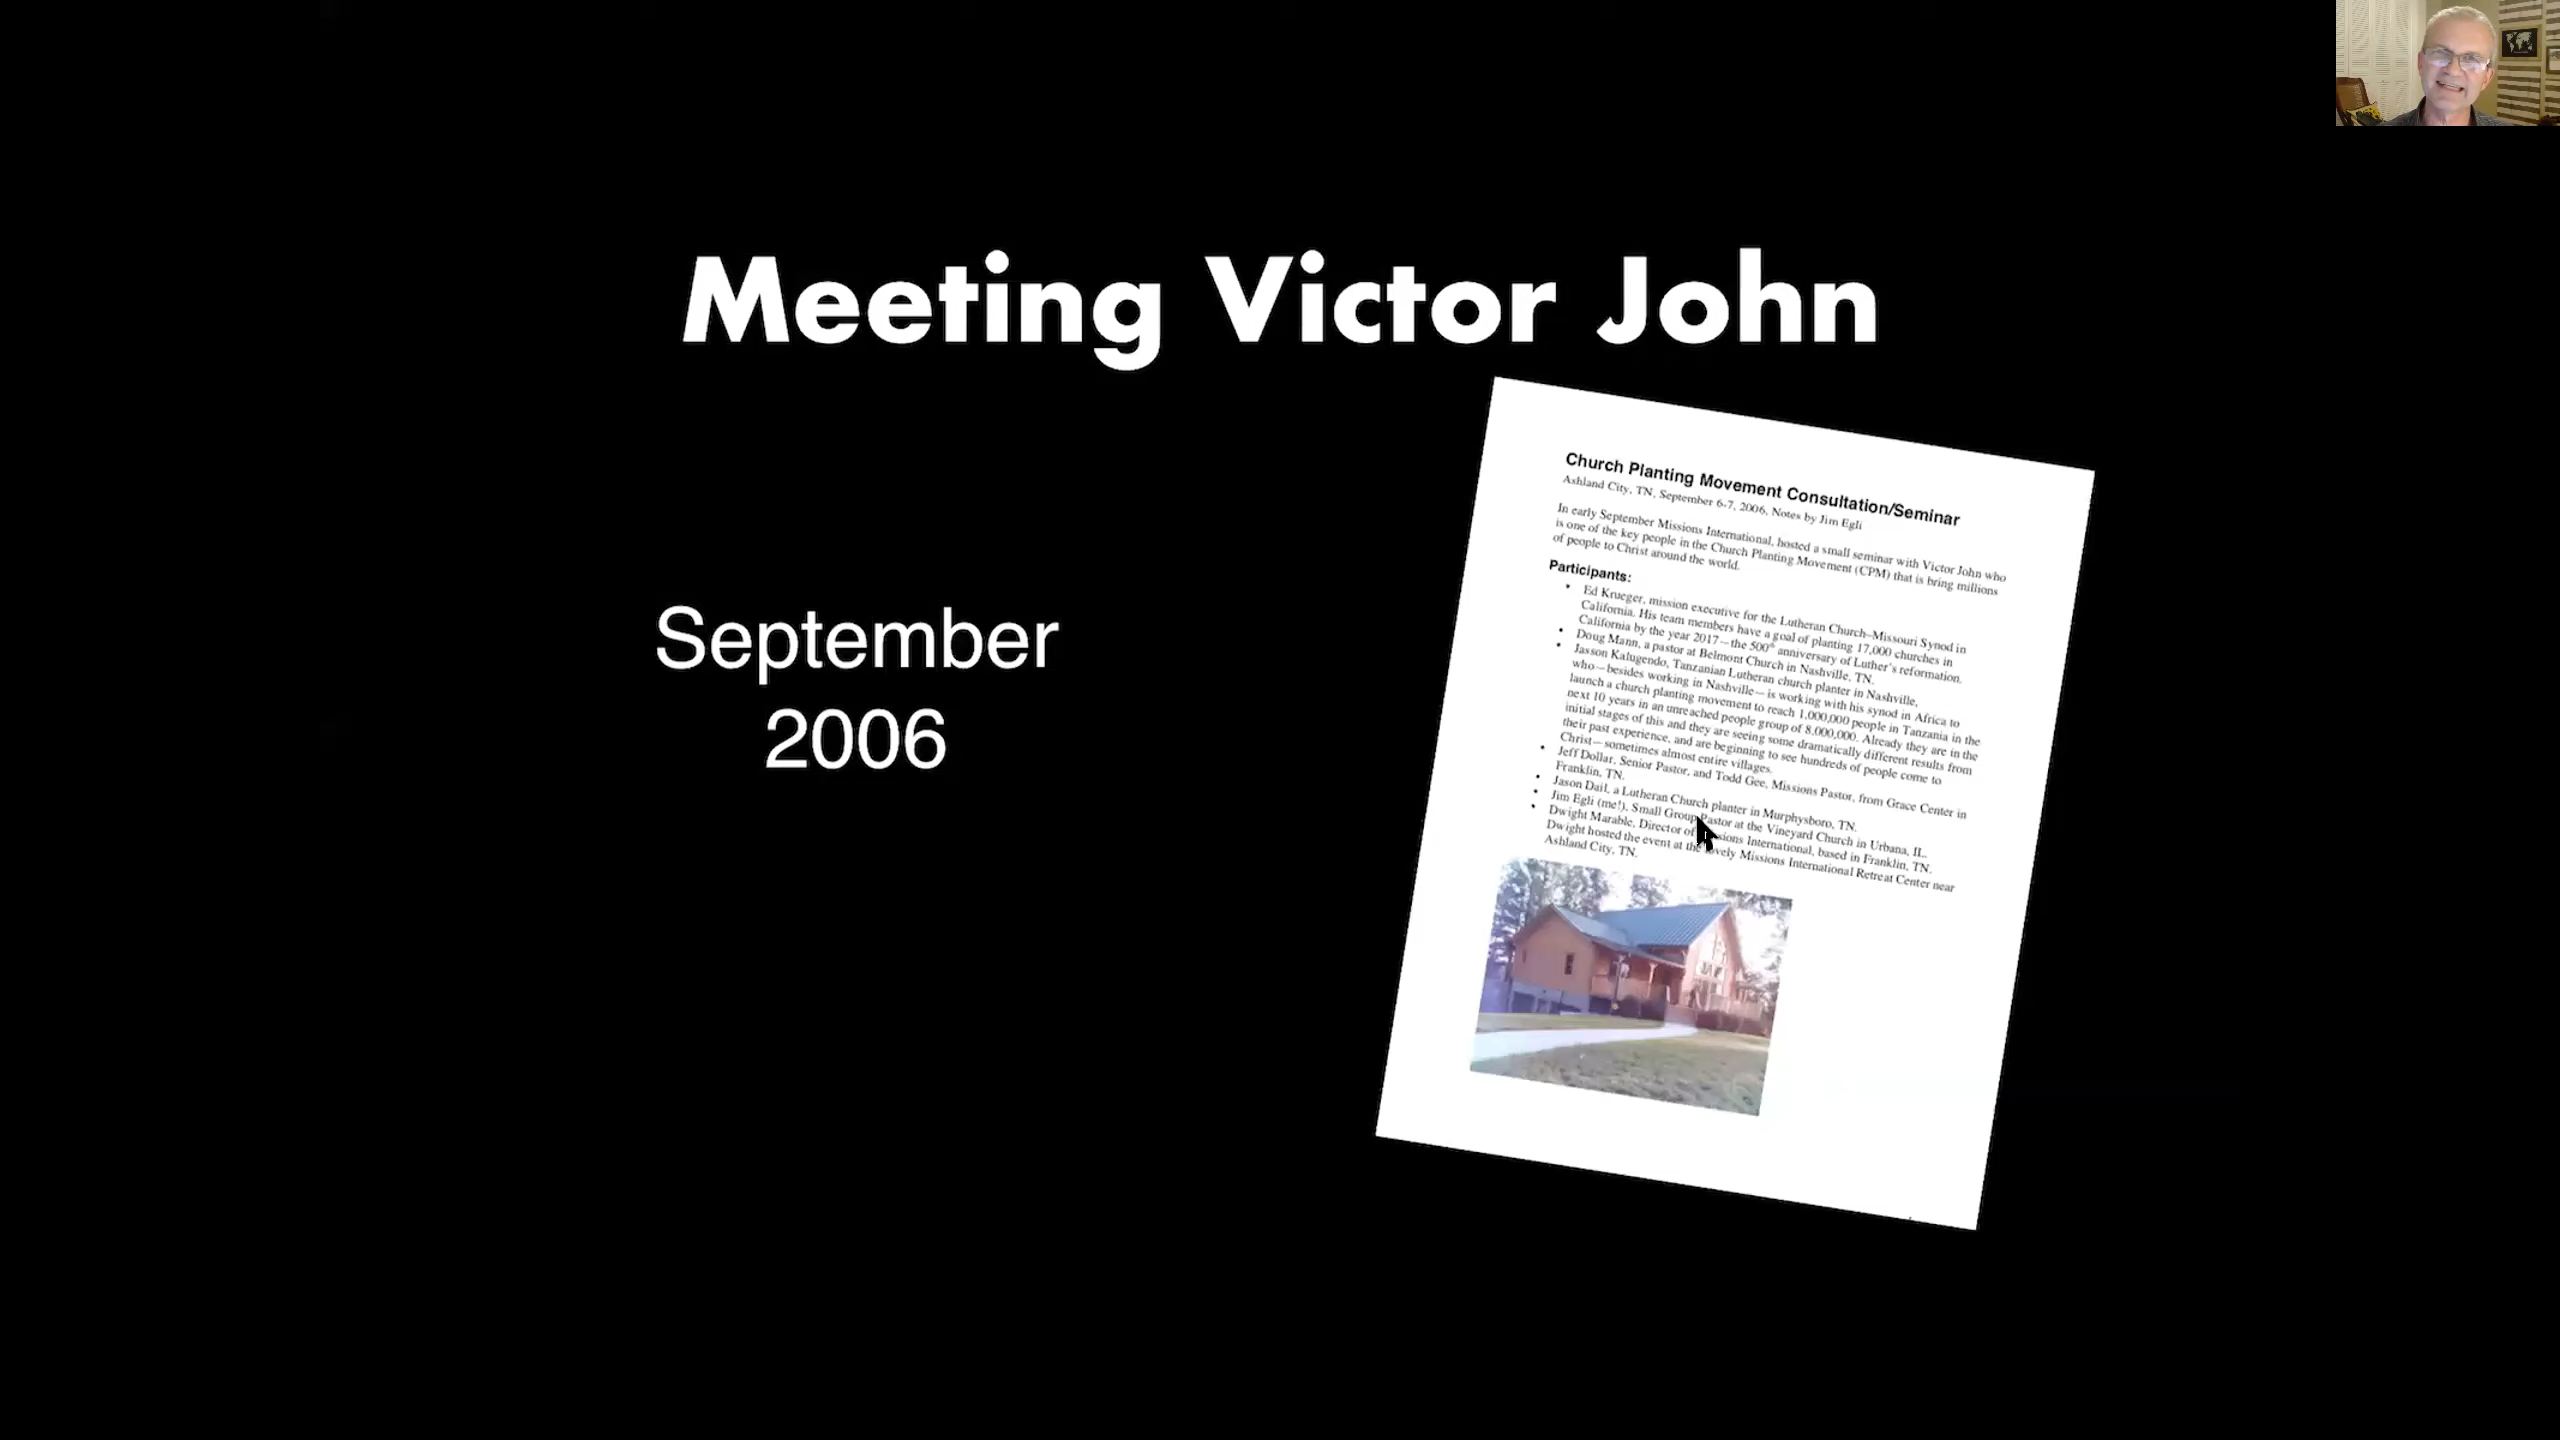 Meeting Victor John
September
2006
Church Planting Movement Consultation/Seminar
Ashland City, TN, September 6-7, 2006, Notes by Jim Egli
In early September Missions International, hosted a small seminar with Victor John who
is one of the key people in the Church Planting Movement (CPM) that is bring millions
of people to Christ around the world.
Participants:
• Ed Krueger, mission executive for the Lutheran Church–Missouri Synod in
California. His team members have a goal of planting 17,000 churches in
California by the year 2017—the 500th anniversary of Luther's reformation.
• Doug Mann, a pastor at Belmont Church in Nashville, TN.
• Jasson Kalugendo, Tanzanian Lutheran church planter in Nashville,
who—besides working in Nashville—is working with his synod in Africa to
launch a church planting movement to reach 1,000,000 people in Tanzania in the
next 10 years in an unreached people group of 8,000,000. Already they are in the
initial stages of this and they are seeing some dramatically different results from
their past experience, and are beginning to see hundreds of people come to
Christ—sometimes almost entire villages.
• Jeff Dollar, Senior Pastor, and Todd Gee, Missions Pastor, from Grace Center in
Franklin, TN.
• Jason Dail, a Lutheran Church planter in Murphysboro, TN.
• Jim Egli (me!), Small Group Pastor at the Vineyard Church in Urbana, IL.
• Dwight Marable, Director of Missions International, based in Franklin, TN.
Dwight hosted the event at the lovely Missions International Retreat Center near
Ashland City, TN.